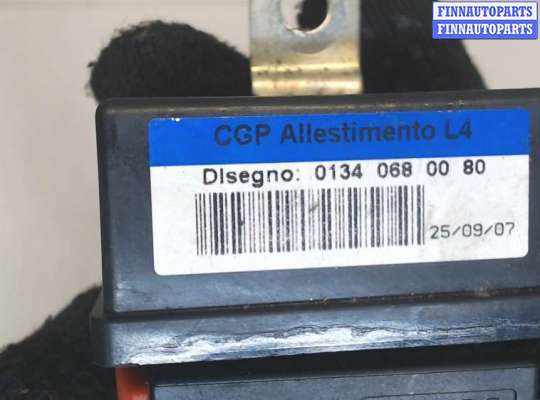 FINNAUTOPARTS
FINNAUTOPARTS
CGP Allestimento L4
Disegno: 0134 068 00 80
25/09/07